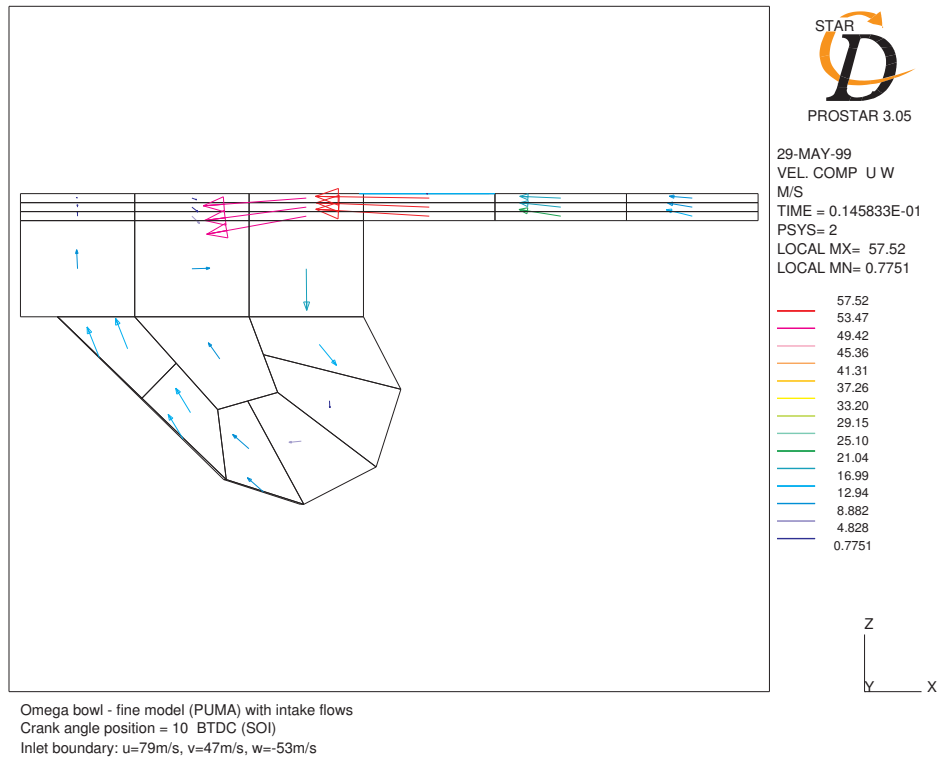 STAR
D
PROSTAR 3.05
29-MAY-99
VEL. COMP U W
M/S
TIME = 0.145833E-01
PSYS= 2
LOCAL MX= 57.52
LOCAL MN= 0.7751
57.52
53.47
49.42
45.36
41.31
37.26
33.20
29.15
25.10
21.04
16.99
12.94
8.882
4.828
0.7751
Z
Y X
Omega bowl - fine model (PUMA) with intake flows
Crank angle position = 10 BTDC (SOI)
Inlet boundary: u=79m/s, v=47m/s, w=-53m/s